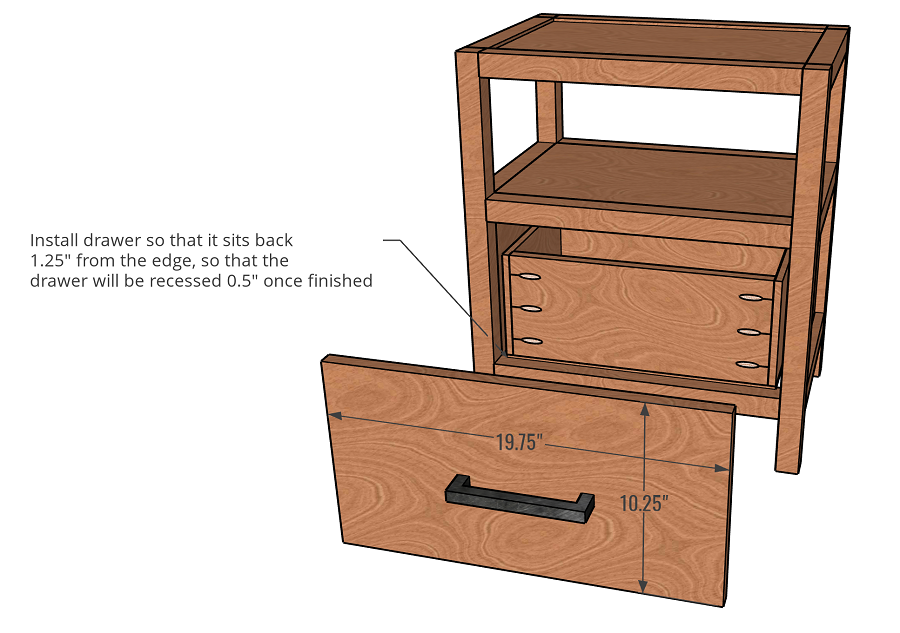 Install drawer so that it sits back
1.25" from the edge, so that the
drawer will be recessed 0.5" once finished
19.75"
10.25"